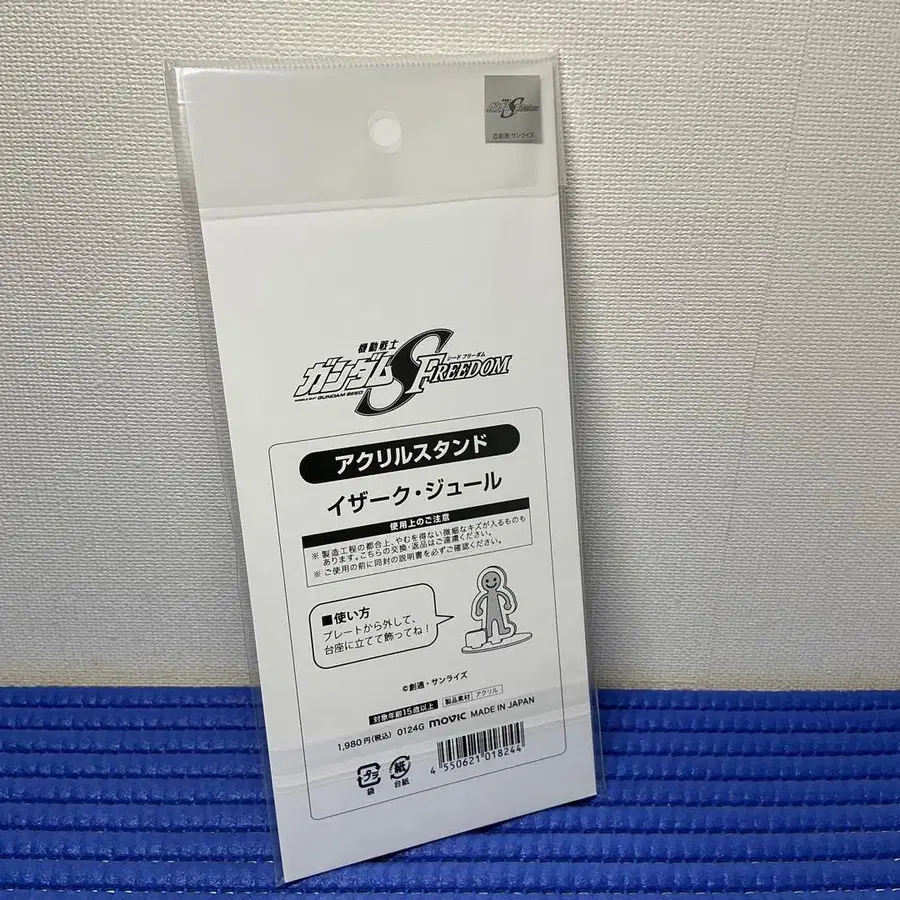 ©創通・サンライズ
機動戦士
ガンダムSFREEDOM
シード フリーダム
GUNDAM SEED
アクリルスタンド
イザーク・ジュール
使用上のご注意
※ 製造工程の都合上、やむを得ない微細なキズが入るものも
あります。こちらの交換・返品はご遠慮ください。
※ ご使用の前に同封の説明書を必ずご確認ください。
■使い方
プレートから外して、
台座に立てて飾ってね!
©創通・サンライズ
対象年齢15歳以上 製品素材 アクリル
1,980円(税込) 0124G movic MADE IN JAPAN
4 550621 018244
プラ 袋
紙 台紙